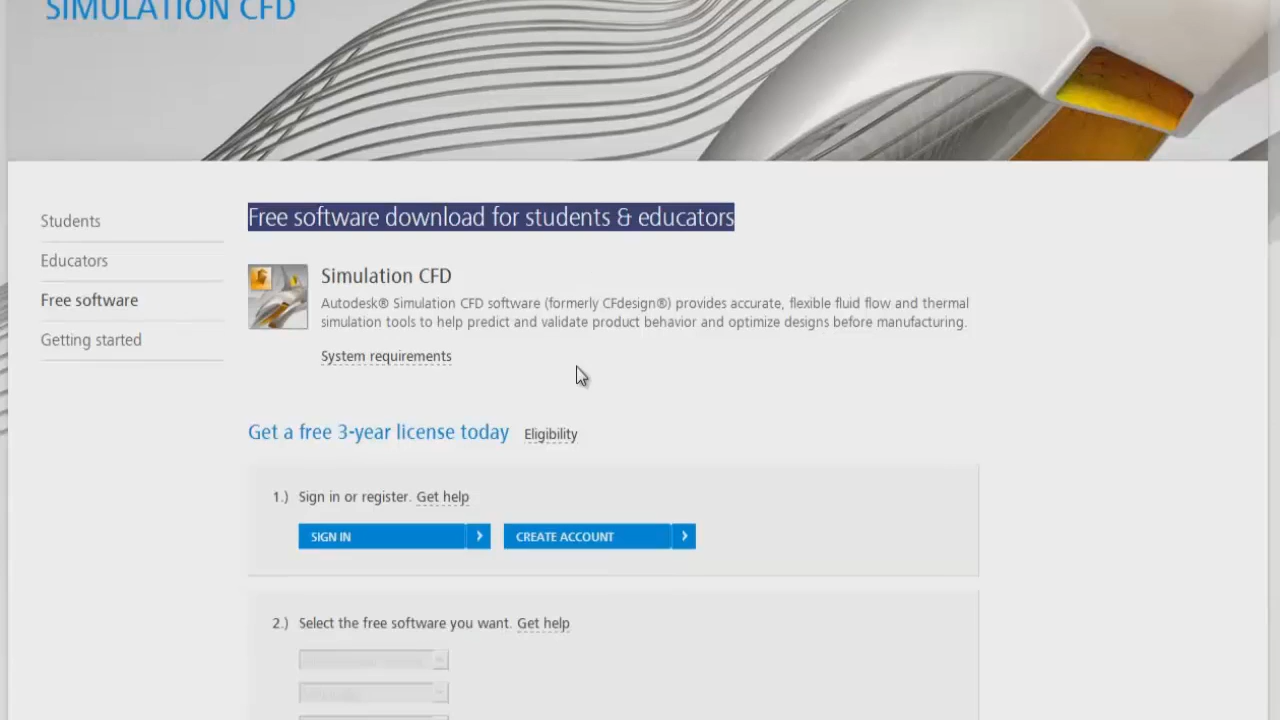 SIMULATION CFD
Students
Educators
Free software
Getting started
Free software download for students & educators
Simulation CFD
Autodesk® Simulation CFD software (formerly CFdesign®) provides accurate, flexible fluid flow and thermal
simulation tools to help predict and validate product behavior and optimize designs before manufacturing.
System requirements
Get a free 3-year license today Eligibility
1.) Sign in or register. Get help
SIGN IN CREATE ACCOUNT
2.) Select the free software you want. Get help